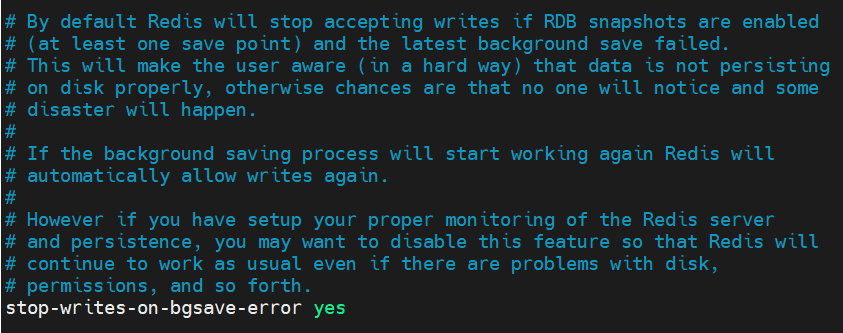 # By default Redis will stop accepting writes if RDB snapshots are enabled
# (at least one save point) and the latest background save failed.
# This will make the user aware (in a hard way) that data is not persisting
# on disk properly, otherwise chances are that no one will notice and some
# disaster will happen.
#
# If the background saving process will start working again Redis will
# automatically allow writes again.
#
# However if you have setup your proper monitoring of the Redis server
# and persistence, you may want to disable this feature so that Redis will
# continue to work as usual even if there are problems with disk,
# permissions, and so forth.
stop-writes-on-bgsave-error yes